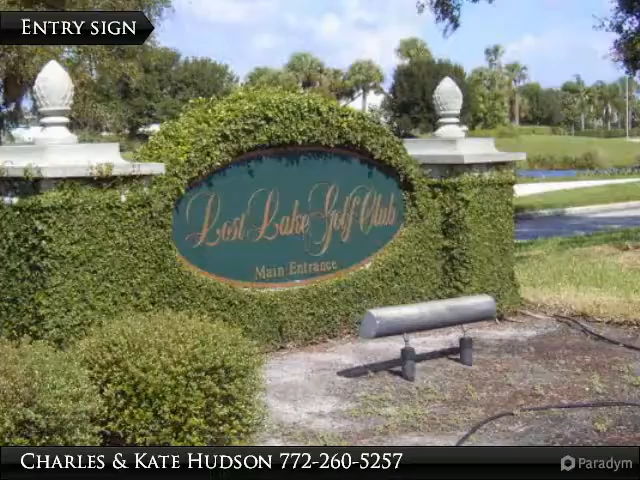 Entry sign
Lost Lake Golf Club
Main Entrance
Charles & Kate Hudson 772-260-5257
Paradym